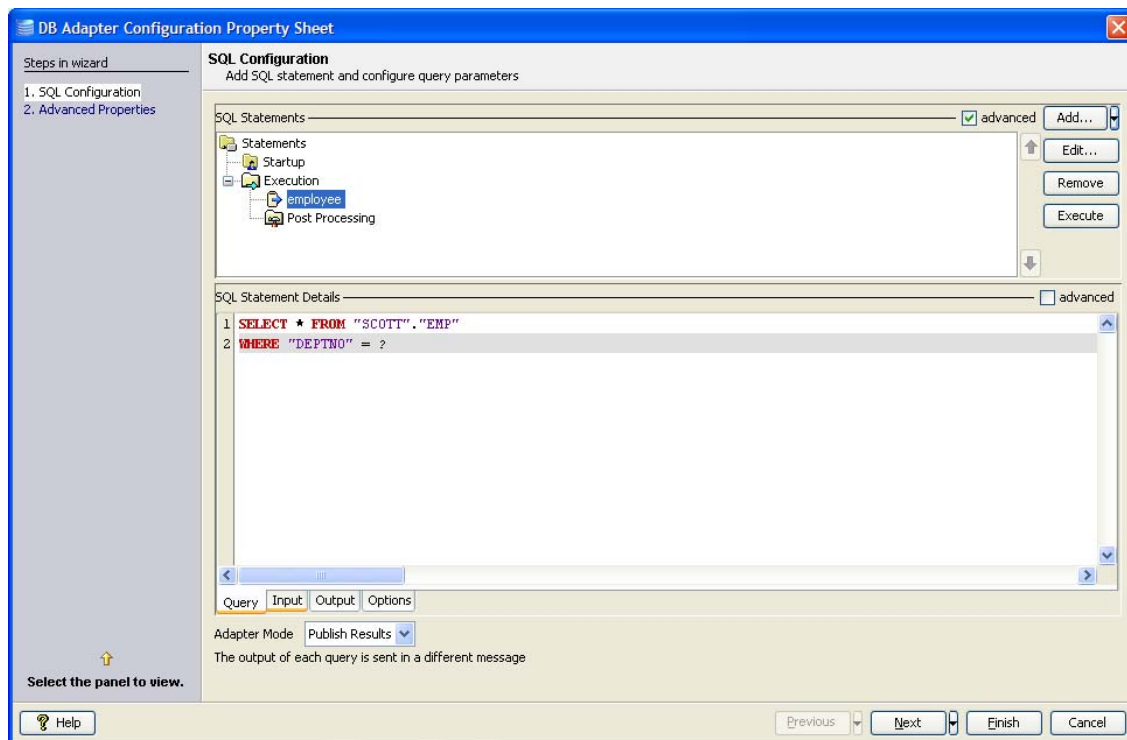 DB Adapter Configuration Property Sheet
Steps in wizard
1. SQL Configuration
2. Advanced Properties
SQL Configuration
Add SQL statement and configure query parameters
SQL Statements
advanced
Add...
Statements
Startup
Execution
employee
Post Processing
Edit...
Remove
Execute
SQL Statement Details
advanced
1 SELECT * FROM "SCOTT"."EMP"
2 WHERE "DEPTNO" = ?
Query Input Output Options
Adapter Mode Publish Results
The output of each query is sent in a different message
Select the panel to view.
Help
Previous Next Finish Cancel